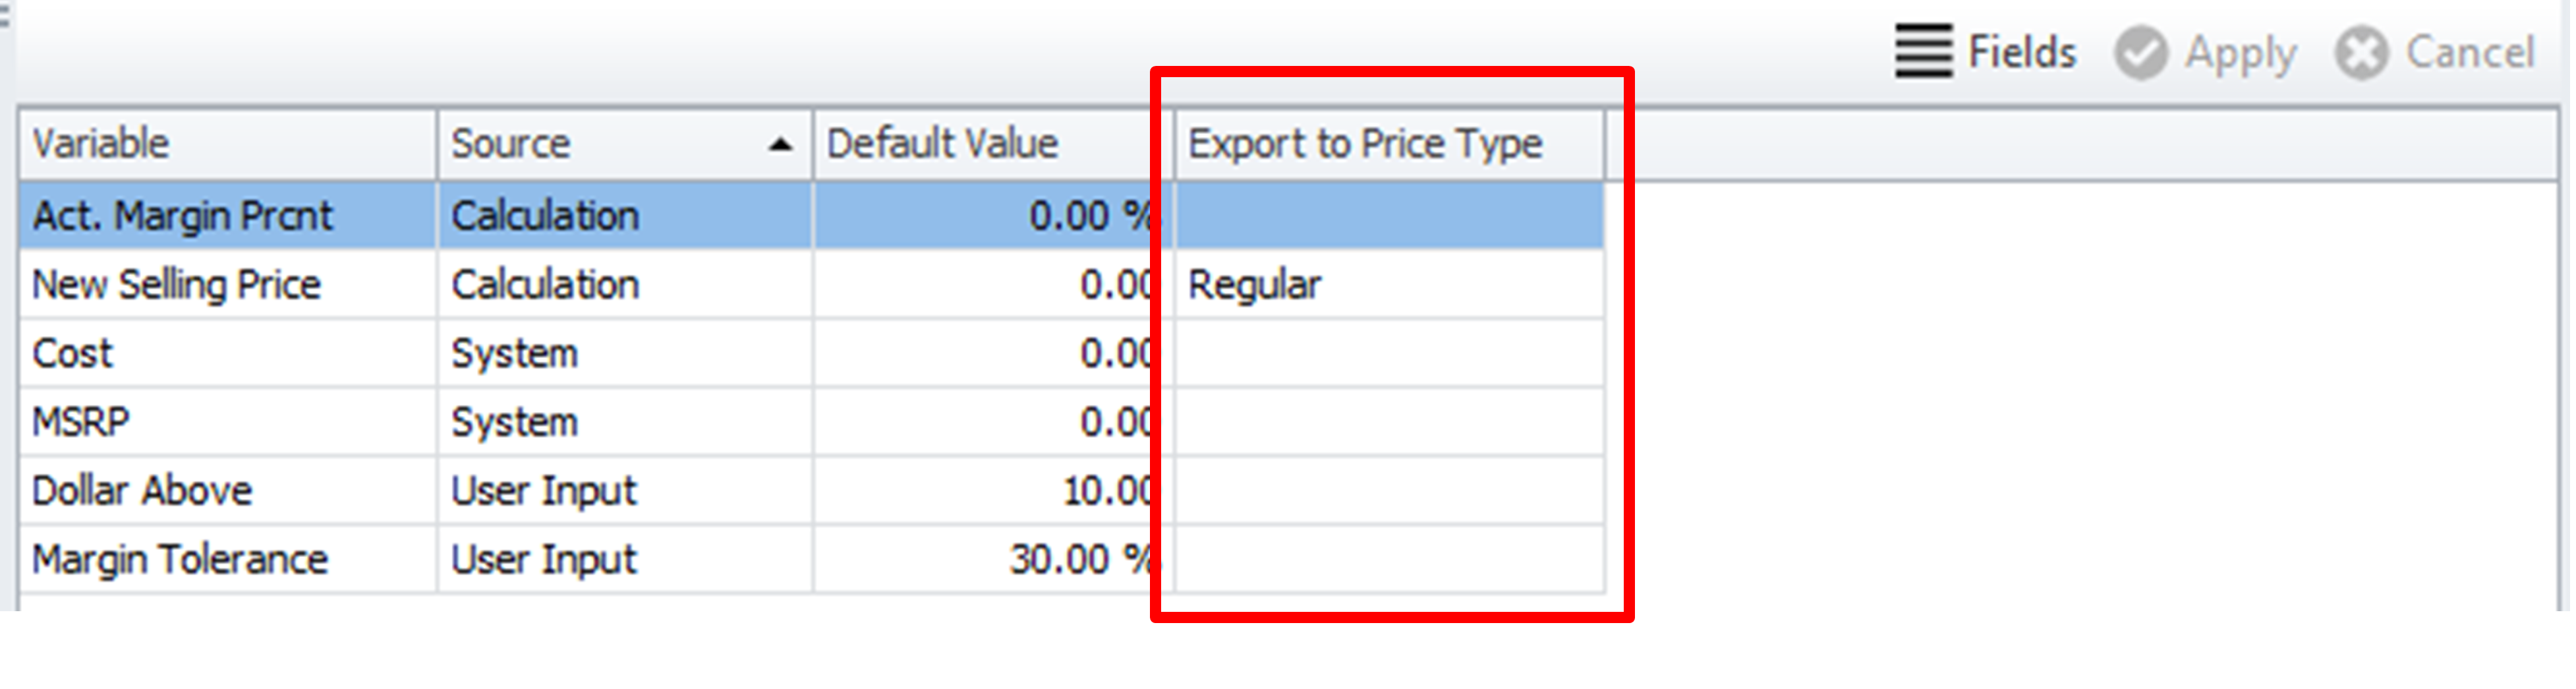 Fields Apply Cancel
Variable Source Default Value Export to Price Type
Act. Margin Prcnt Calculation 0.00 %
New Selling Price Calculation 0.00 Regular
Cost System 0.00
MSRP System 0.00
Dollar Above User Input 10.00
Margin Tolerance User Input 30.00 %